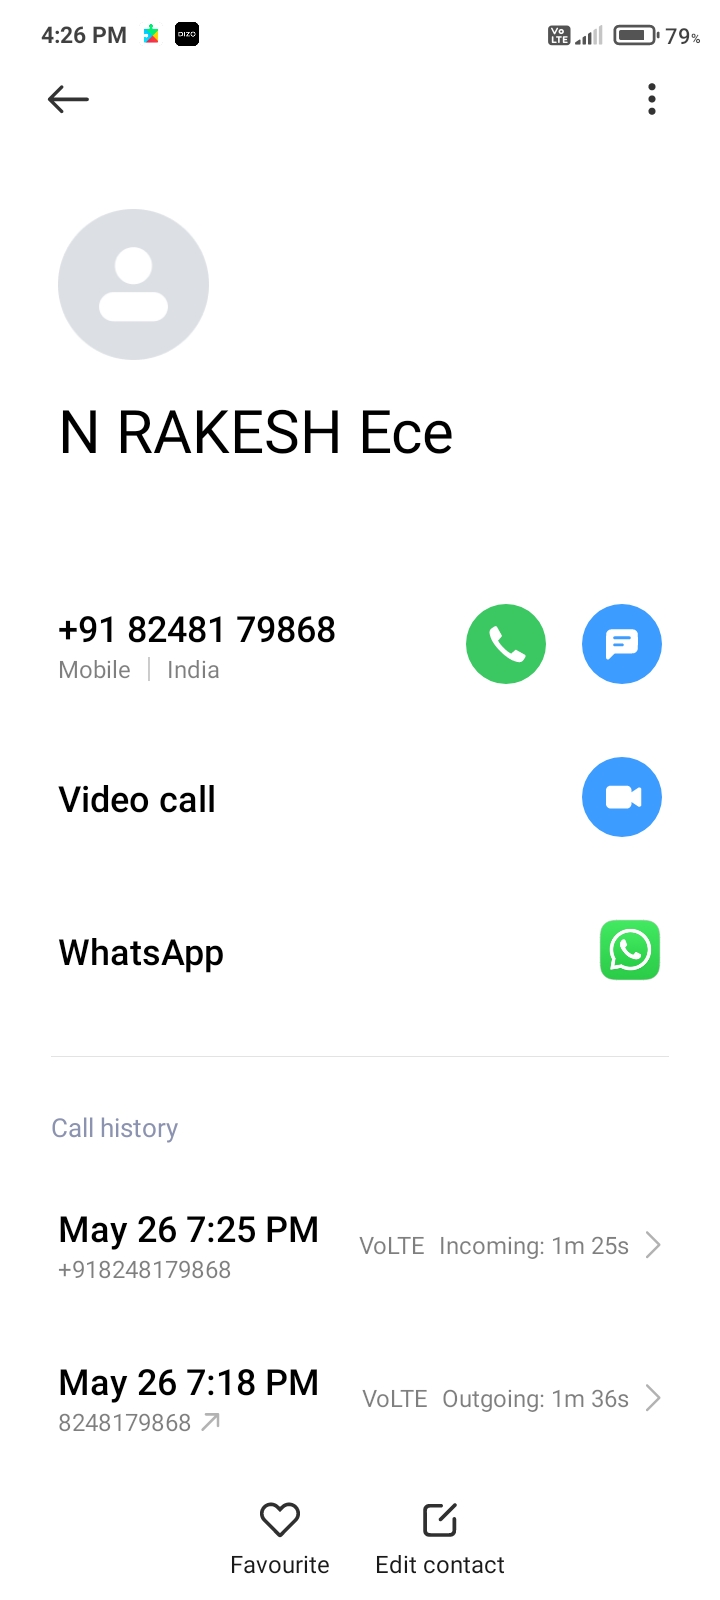 4:26 PM DIZO Vo LTE 79%
N RAKESH Ece
+91 82481 79868
Mobile India
Video call
WhatsApp
Call history
May 26 7:25 PM VoLTE Incoming: 1m 25s
+918248179868
May 26 7:18 PM VoLTE Outgoing: 1m 36s
8248179868
Favourite Edit contact